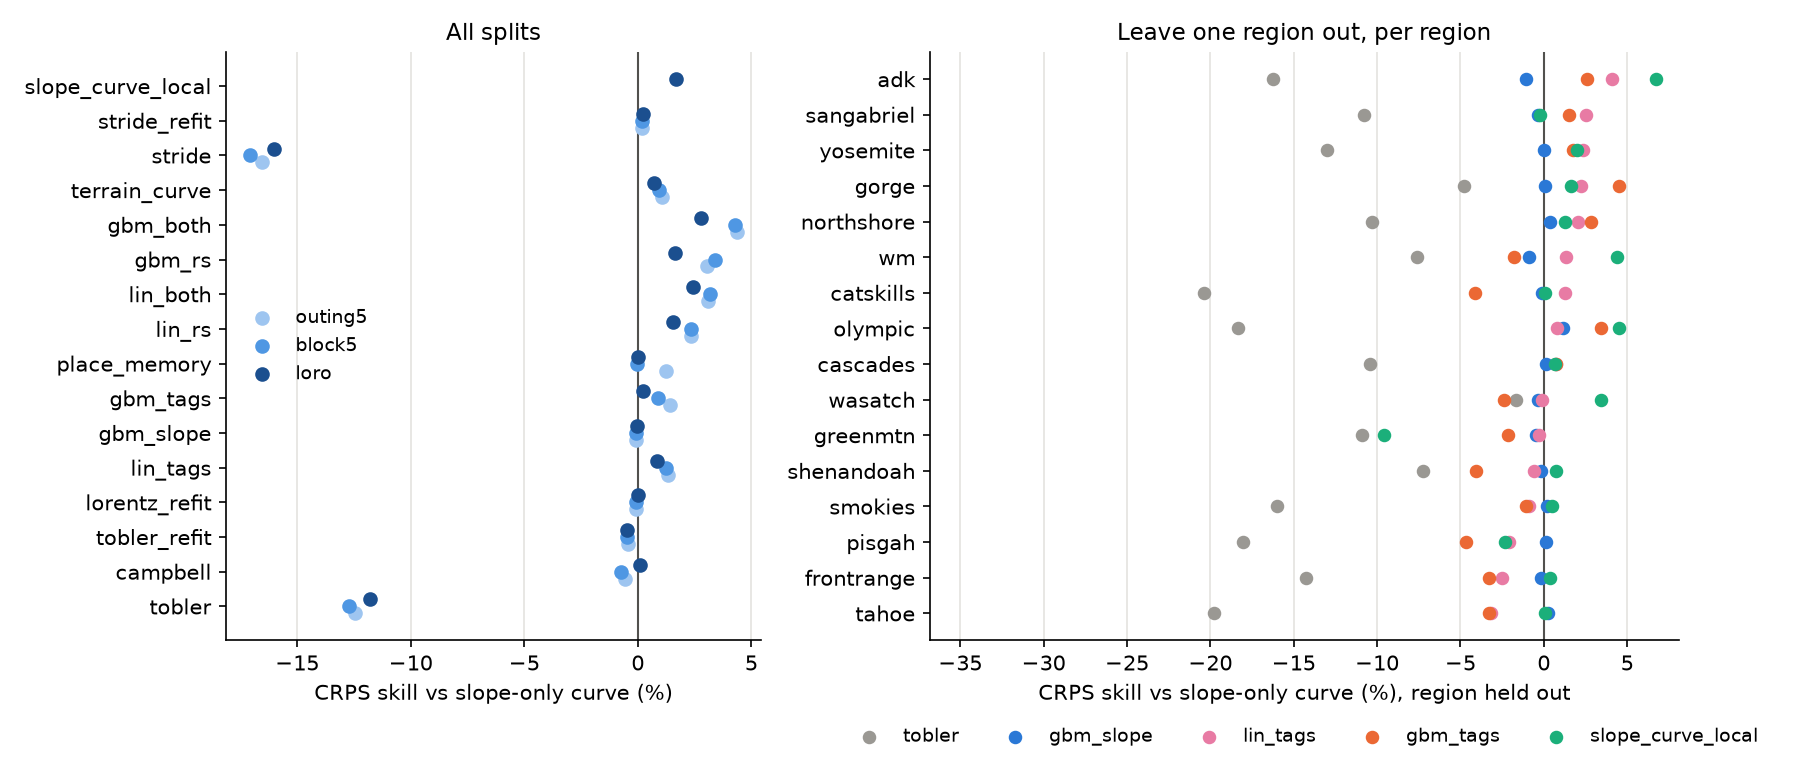 All splits
slope_curve_local
stride_refit
stride
terrain_curve
gbm_both
gbm_rs
lin_both
lin_rs
place_memory
gbm_tags
gbm_slope
lin_tags
lorentz_refit
tobler_refit
campbell
tobler
outing5
block5
loro
−15 −10 −5 0 5
CRPS skill vs slope-only curve (%)
Leave one region out, per region
adk
sangabriel
yosemite
gorge
northshore
wm
catskills
olympic
cascades
wasatch
greenmtn
shenandoah
smokies
pisgah
frontrange
tahoe
−35 −30 −25 −20 −15 −10 −5 0 5
CRPS skill vs slope-only curve (%), region held out
tobler gbm_slope lin_tags gbm_tags slope_curve_local